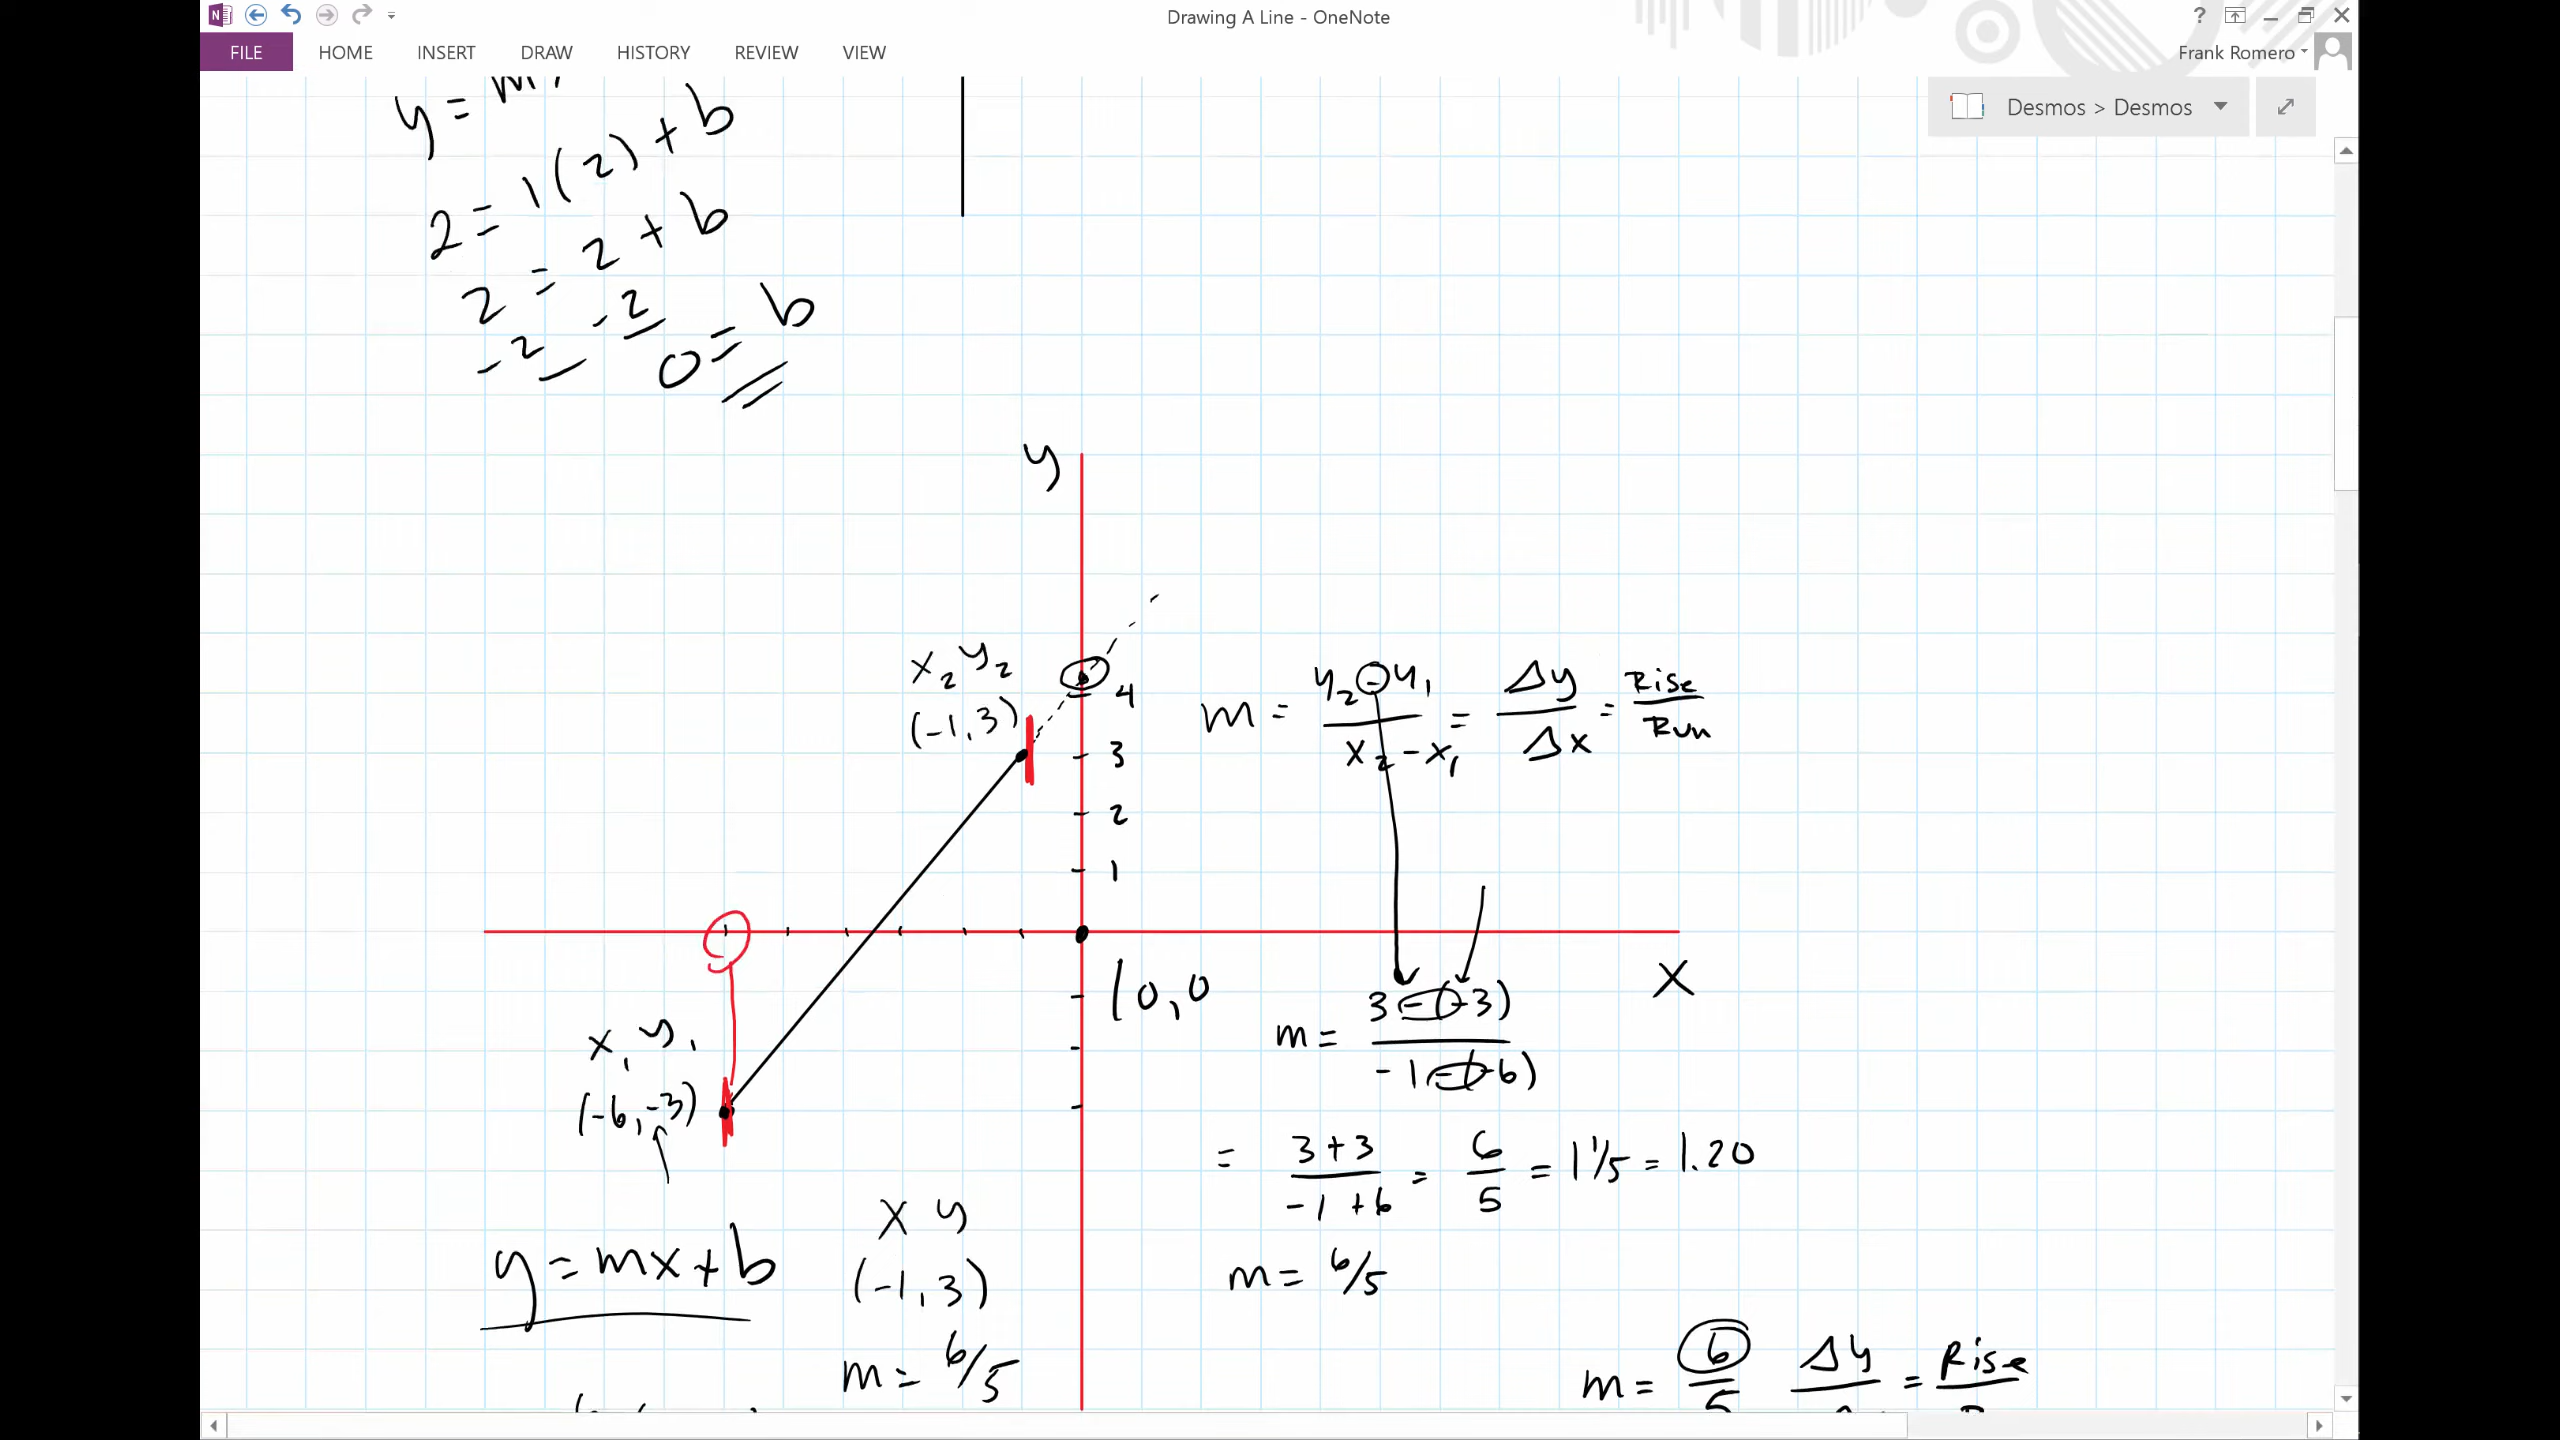 Drawing A Line - OneNote
?
FILE HOME INSERT DRAW HISTORY REVIEW VIEW
Frank Romero
Desmos > Desmos
y = m
2 = 1(2) + b
2 = 2 + b
-2 -2
0 = b
y
x₂ y₂
(-1, 3)
4
3
2
1
m = y₂ - y₁ / x₂ - x₁ = Δy / Δx = Rise / Run
(0,0
x
m = 3 - (-3) / -1 - (-6)
x₁ y₁
(-6, -3)
= 3 + 3 / -1 + 6 = 6 / 5 = 1 1/5 = 1.20
m = 6/5
y = mx + b
x y
(-1, 3)
m = 6/5
m = 6 / 5 Δy = Rise